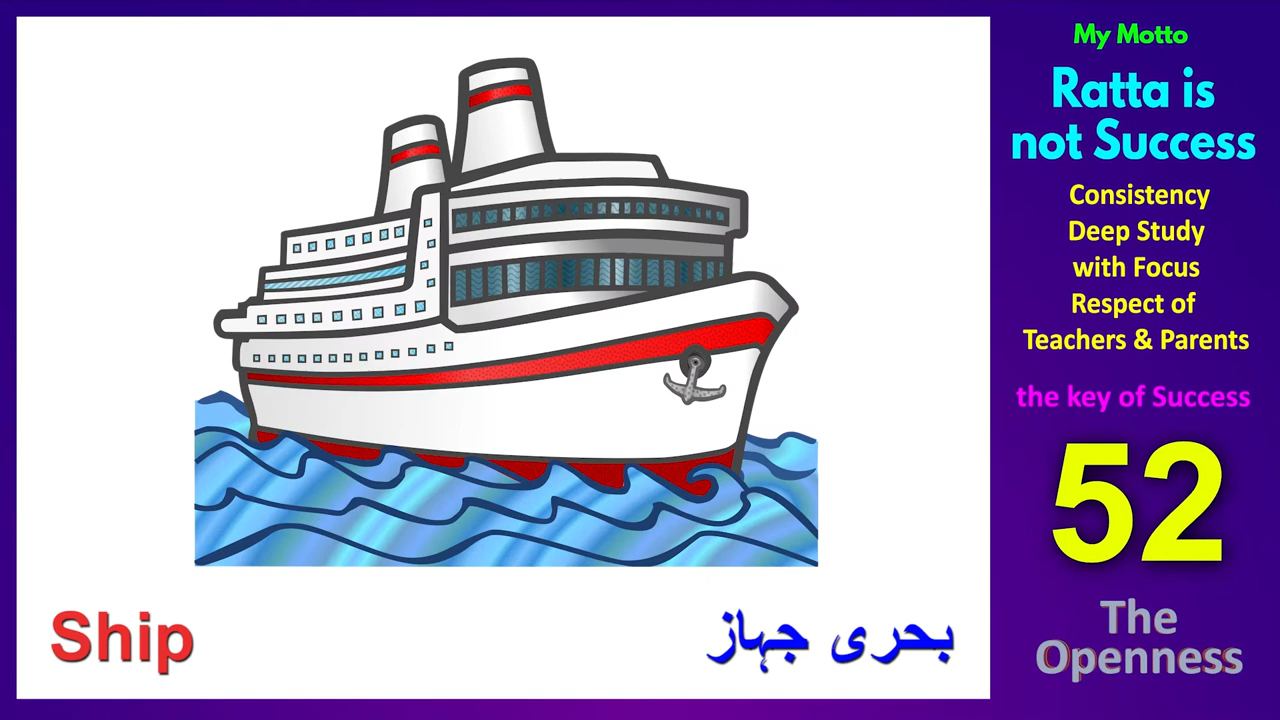 Ship
بحری جہاز
My Motto
Ratta is
not Success
Consistency
Deep Study
with Focus
Respect of
Teachers & Parents
the key of Success
52
The
Openness